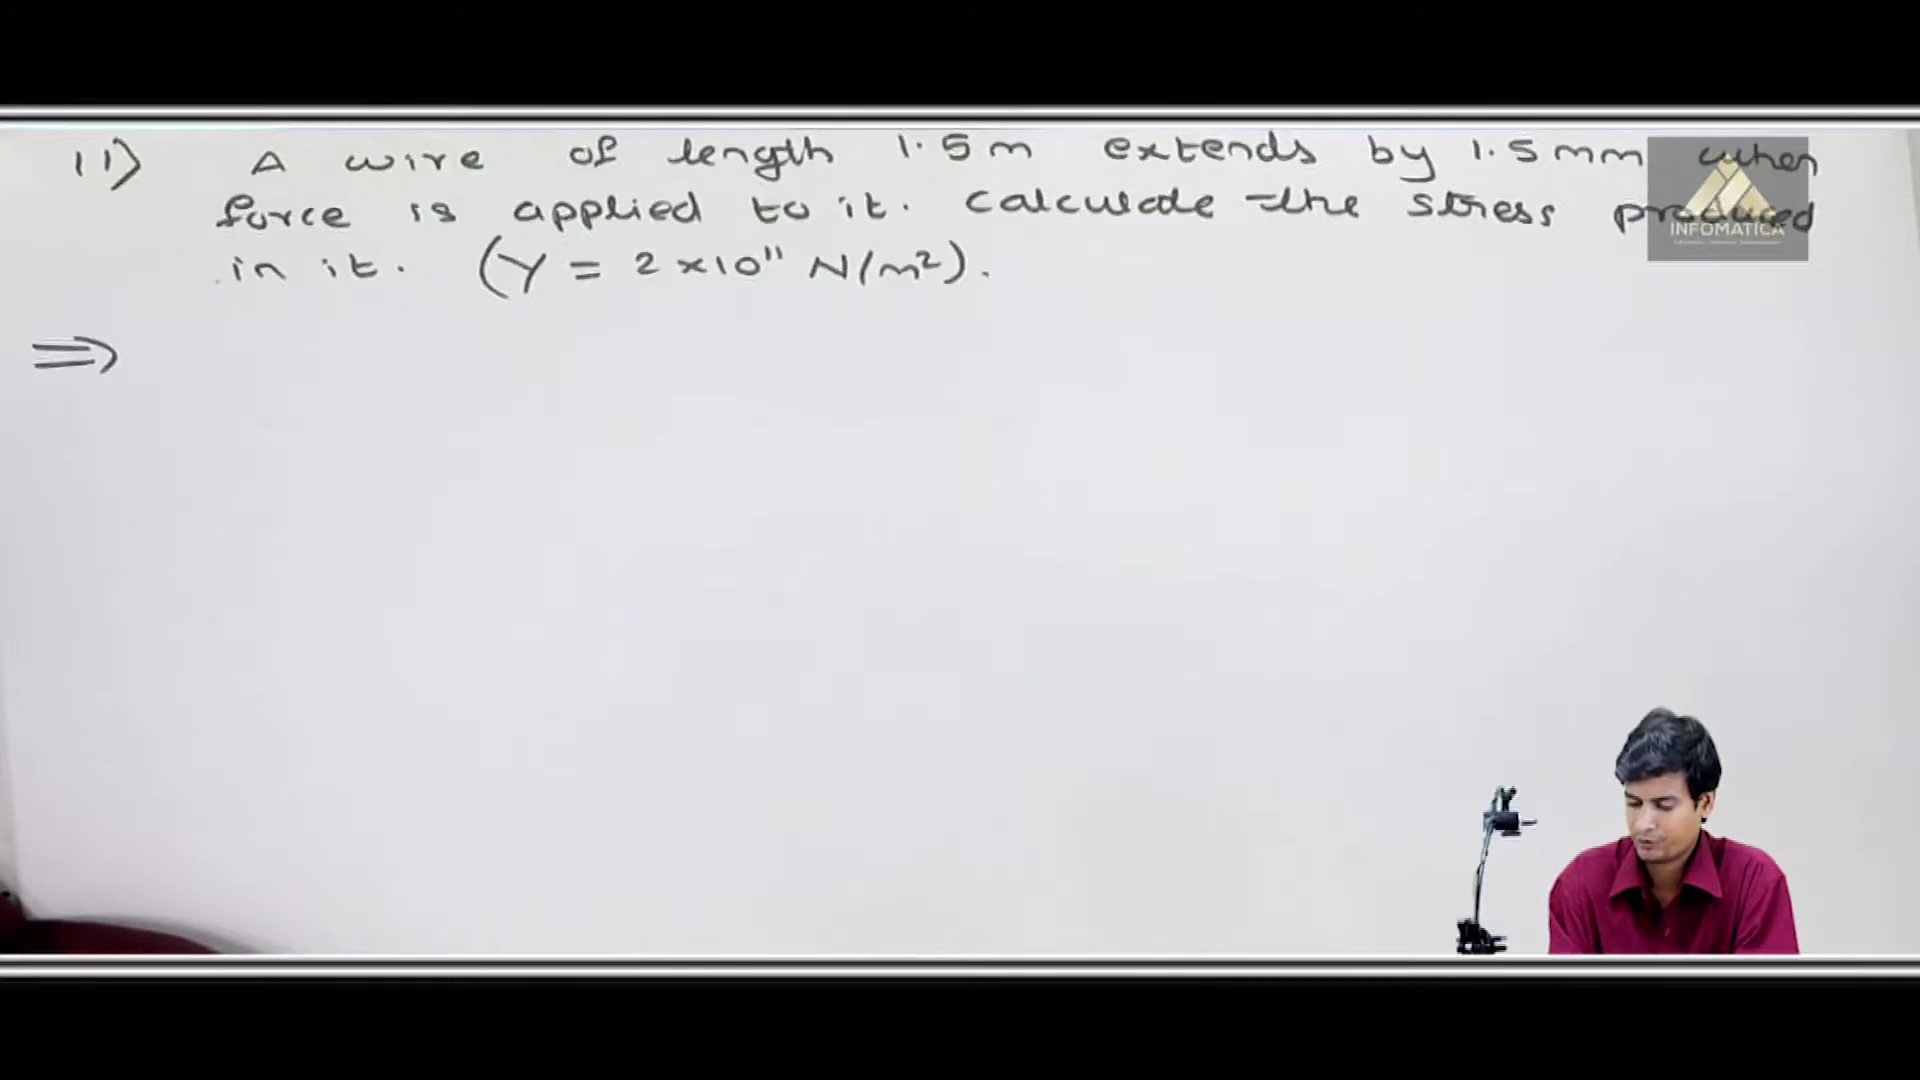 11) A wire of length 1.5 m extends by 1.5 mm when
force is applied to it. Calculate the stress produced
in it. (Y = 2 × 10¹¹ N/m²).
⇒
INFOMATICA